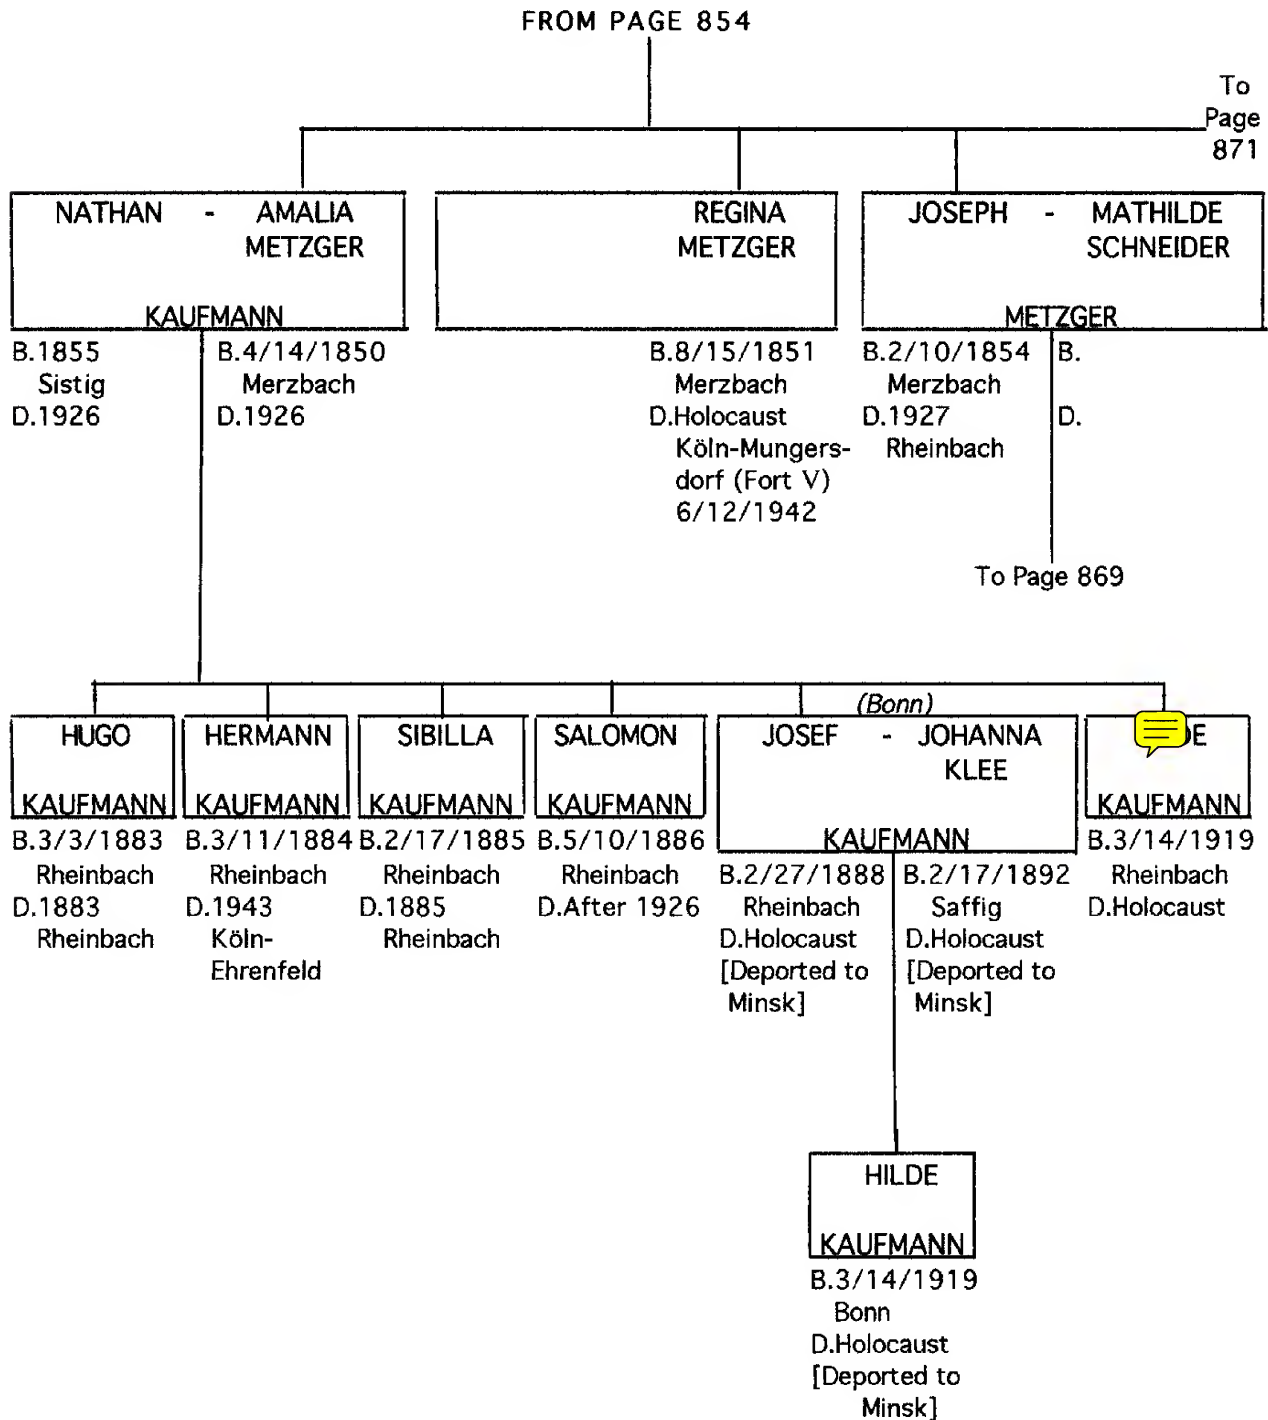 FROM PAGE 854
To
Page
871
NATHAN - AMALIA
METZGER
KAUFMANN
B.1855
Sistig
D.1926
B.4/14/1850
Merzbach
D.1926
REGINA
METZGER
B.8/15/1851
Merzbach
D.Holocaust
Köln-Mungers-
dorf (Fort V)
6/12/1942
JOSEPH - MATHILDE
SCHNEIDER
METZGER
B.2/10/1854
Merzbach
D.1927
Rheinbach
B.
D.
To Page 869
HUGO
KAUFMANN
B.3/3/1883
Rheinbach
D.1883
Rheinbach
HERMANN
KAUFMANN
B.3/11/1884
Rheinbach
D.1943
Köln-
Ehrenfeld
SIBILLA
KAUFMANN
B.2/17/1885
Rheinbach
D.1885
Rheinbach
SALOMON
KAUFMANN
B.5/10/1886
Rheinbach
D.After 1926
(Bonn)
JOSEF - JOHANNA
KLEE
KAUFMANN
B.2/27/1888
Rheinbach
D.Holocaust
[Deported to
Minsk]
B.2/17/1892
Saffig
D.Holocaust
[Deported to
Minsk]
KAUFMANN
B.3/14/1919
Rheinbach
D.Holocaust
HILDE
KAUFMANN
B.3/14/1919
Bonn
D.Holocaust
[Deported to
Minsk]